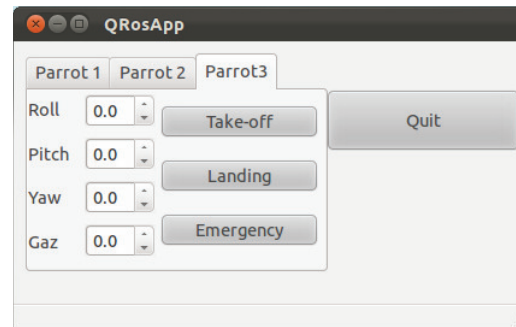 QRosApp
Parrot 1 Parrot 2 Parrot3
Roll 0.0 Take-off Quit
Pitch 0.0
Landing
Yaw 0.0
Emergency
Gaz 0.0